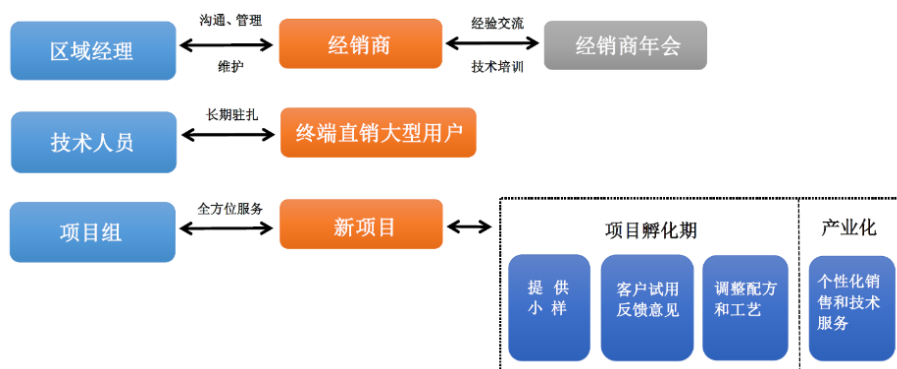 沟通、管理
经验交流
区域经理
经销商
经销商年会
维护
技术培训
长期驻扎
技术人员
终端直销大型用户
全方位服务
项目组
新项目
项目孵化期
产业化
提 供
小 样
客户试用
反馈意见
调整配方
和工艺
个性化销
售和技术
服务